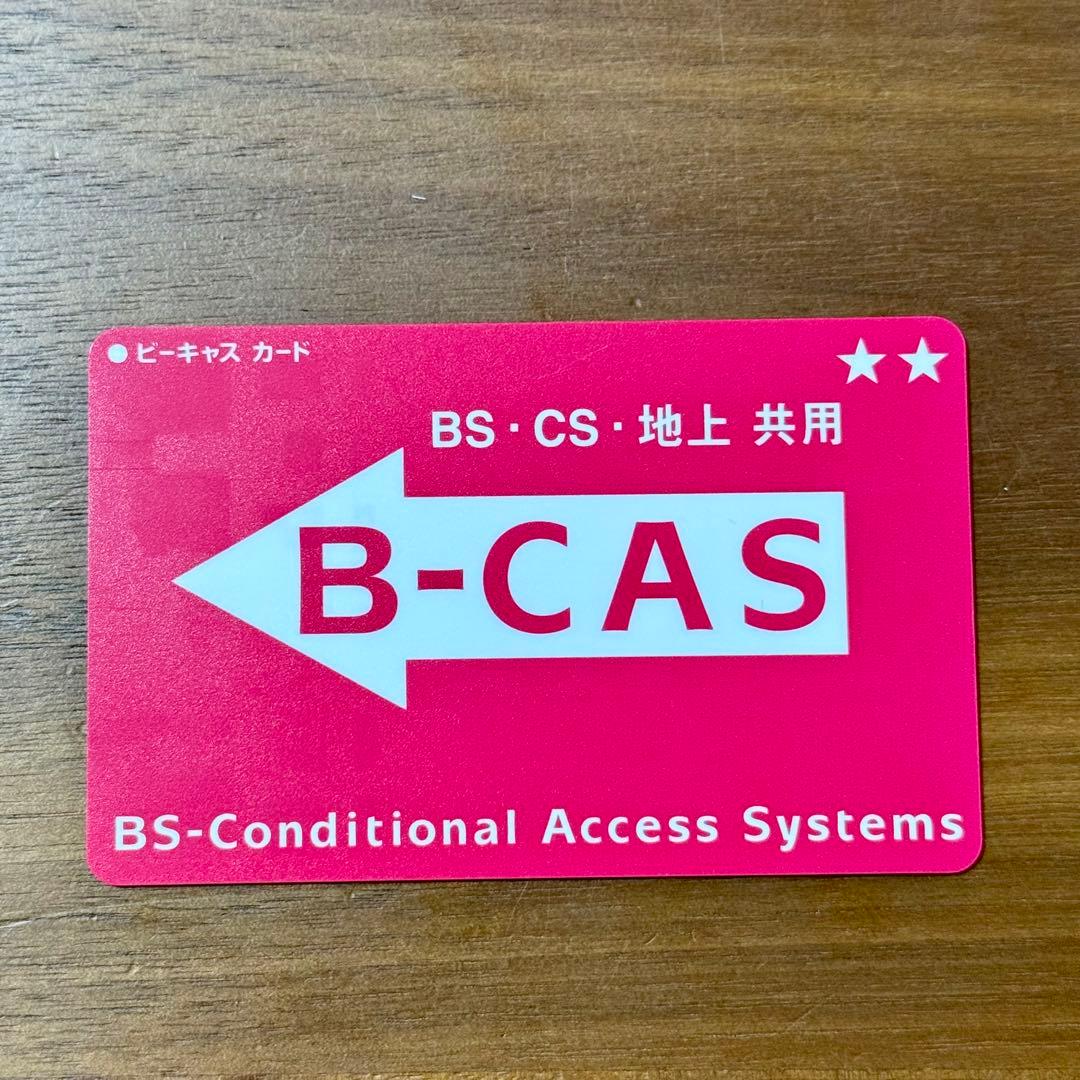 ●ビーキャス カード
★★
BS・CS・地上 共用
B-CAS
BS-Conditional Access Systems